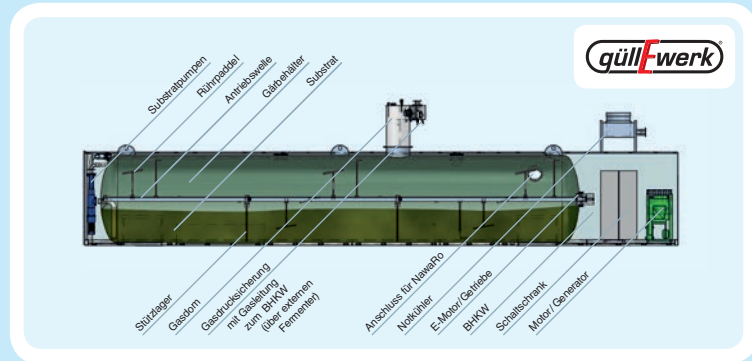 güllEwerk®
Substratpumpen
Rührpaddel
Antriebswelle
Gärbehälter
Substrat
Stützlager
Gasdom
Gasdrucksicherung
mit Gasleitung
zum BHKW
(über externen
Fermenter)
Anschluss für NawaRo
Notkühler
E-Motor/Getriebe
BHKW
Schaltschrank
Motor/Generator